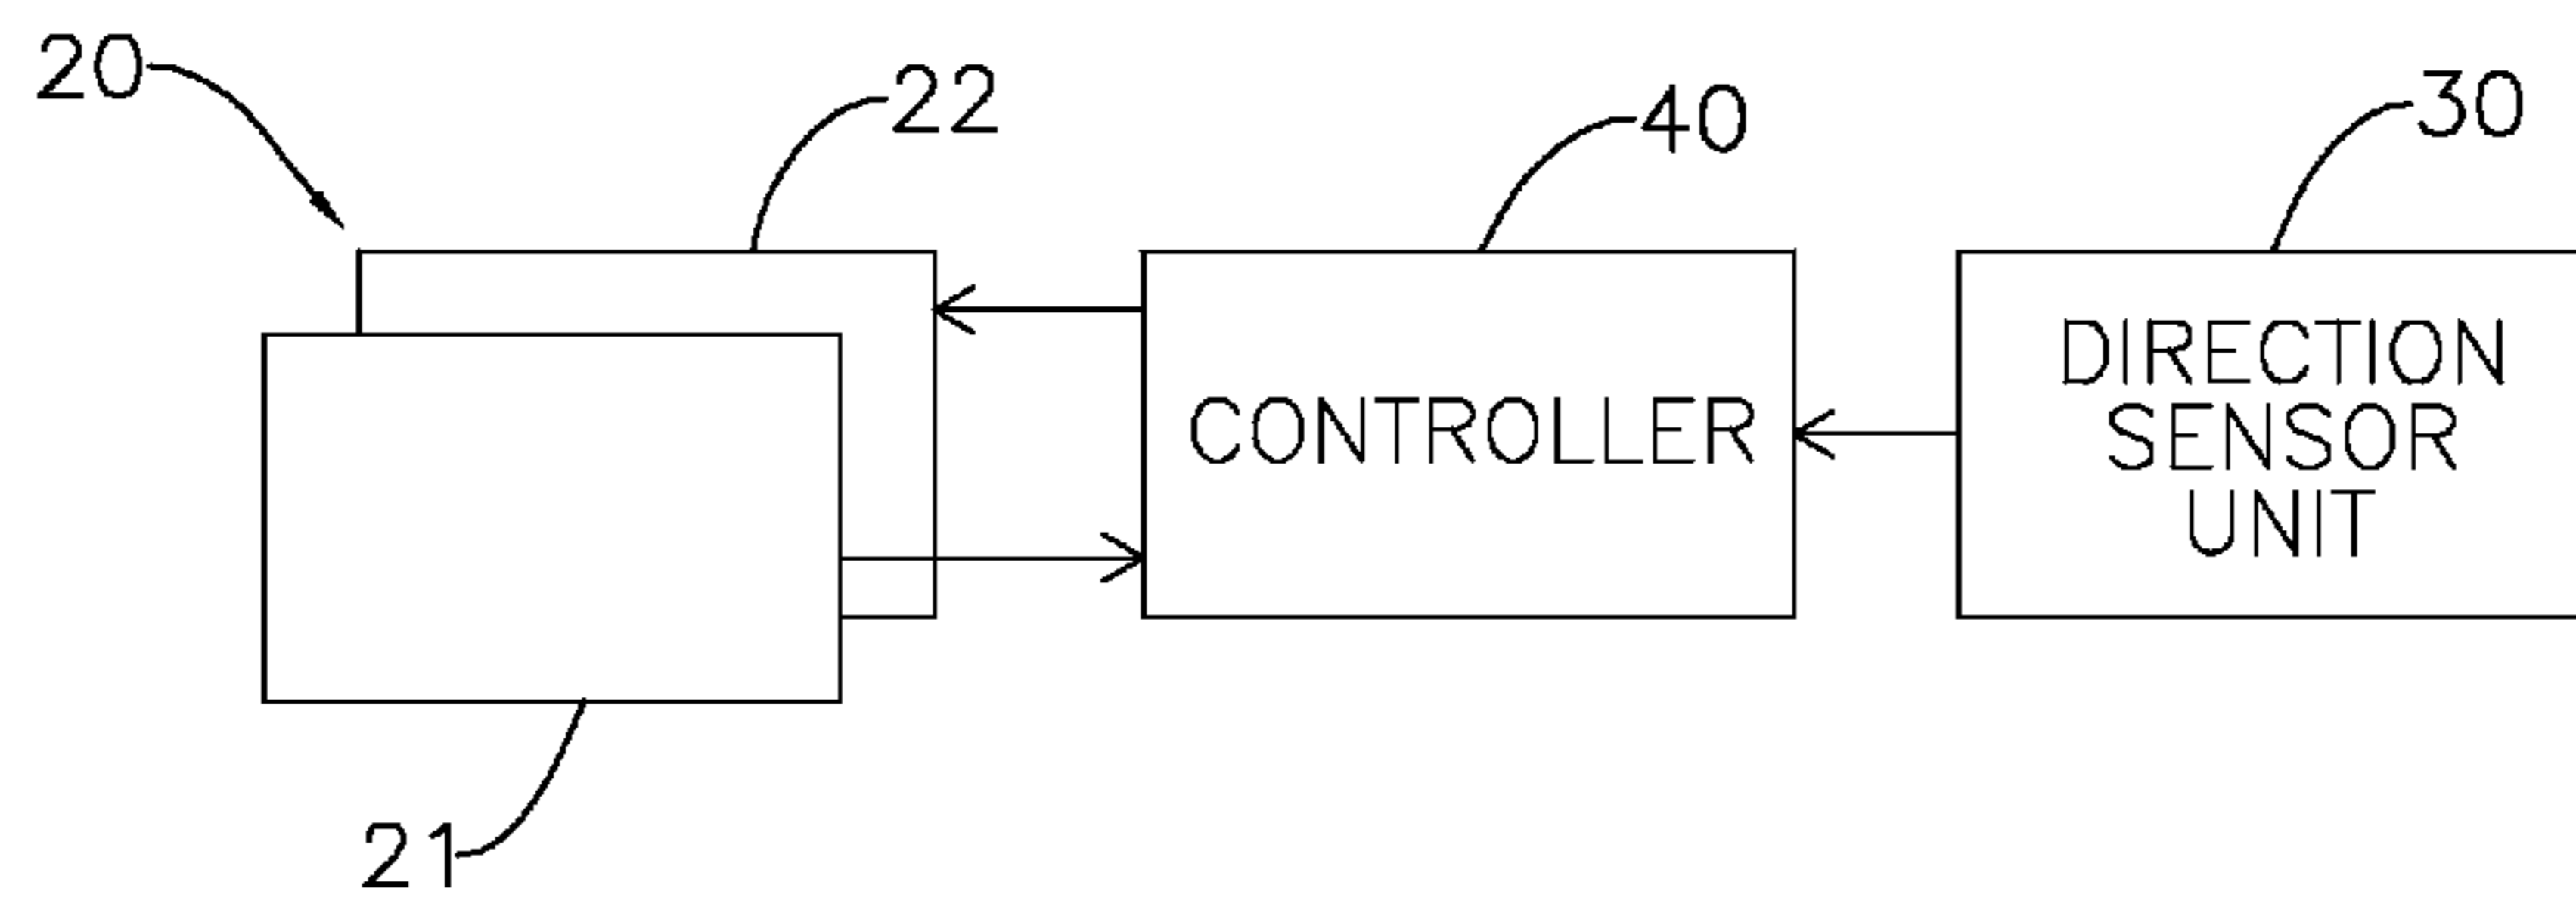 20
22
40
30
CONTROLLER
DIRECTION
SENSOR
UNIT
21